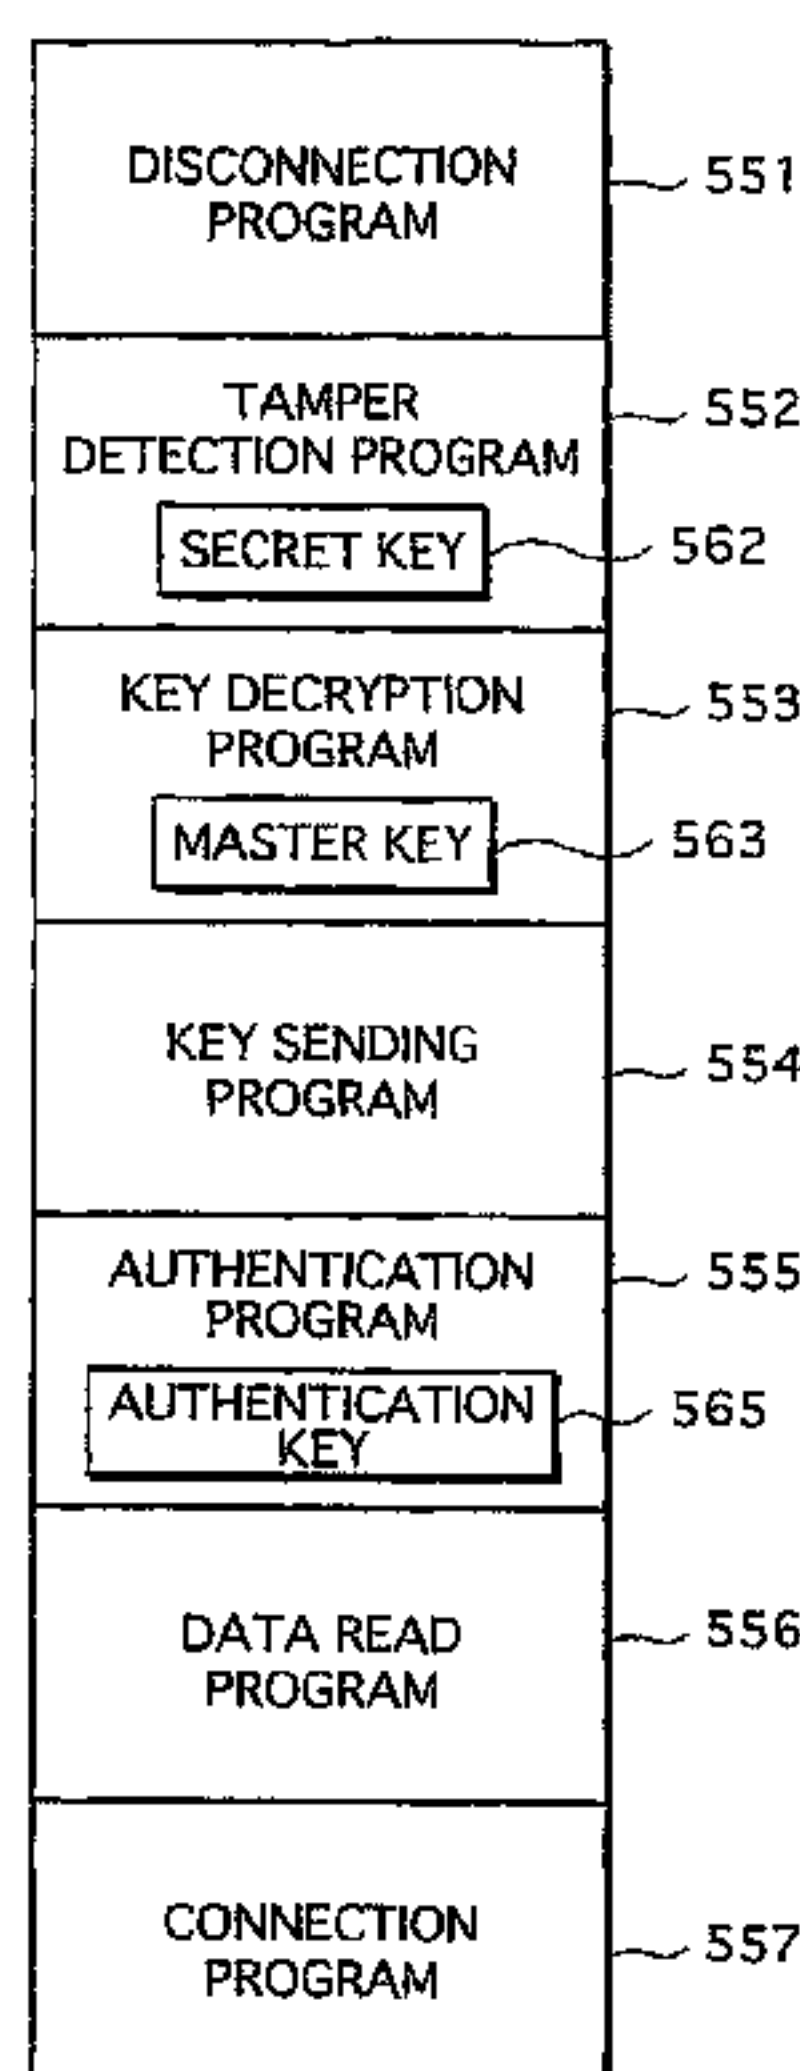 DISCONNECTION
PROGRAM
551
TAMPER
DETECTION PROGRAM
552
SECRET KEY
562
KEY DECRYPTION
PROGRAM
553
MASTER KEY
563
KEY SENDING
PROGRAM
554
AUTHENTICATION
PROGRAM
555
AUTHENTICATION
KEY
565
DATA READ
PROGRAM
556
CONNECTION
PROGRAM
557